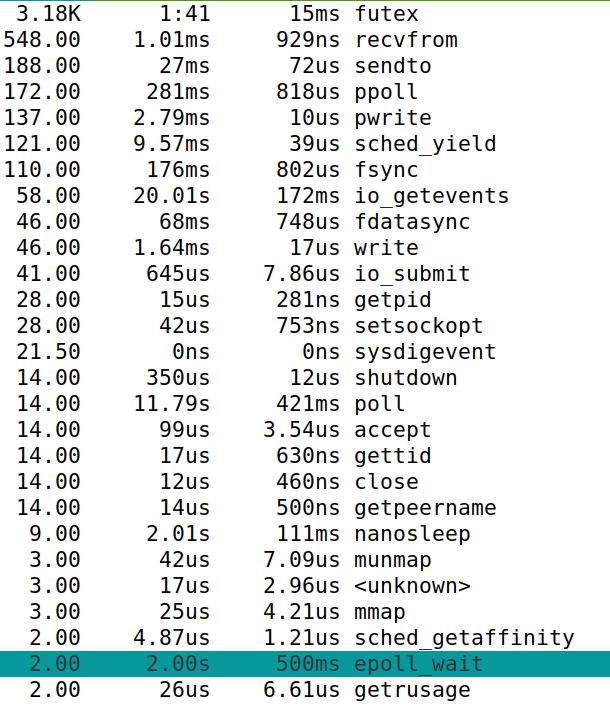 3.18K 1:41 15ms futex
548.00 1.01ms 929ns recvfrom
188.00 27ms 72us sendto
172.00 281ms 818us ppoll
137.00 2.79ms 10us pwrite
121.00 9.57ms 39us sched_yield
110.00 176ms 802us fsync
58.00 20.01s 172ms io_getevents
46.00 68ms 748us fdatasync
46.00 1.64ms 17us write
41.00 645us 7.86us io_submit
28.00 15us 281ns getpid
28.00 42us 753ns setsockopt
21.50 0ns 0ns sysdigevent
14.00 350us 12us shutdown
14.00 11.79s 421ms poll
14.00 99us 3.54us accept
14.00 17us 630ns gettid
14.00 12us 460ns close
14.00 14us 500ns getpeername
9.00 2.01s 111ms nanosleep
3.00 42us 7.09us munmap
3.00 17us 2.96us <unknown>
3.00 25us 4.21us mmap
2.00 4.87us 1.21us sched_getaffinity
2.00 2.00s 500ms epoll_wait
2.00 26us 6.61us getrusage